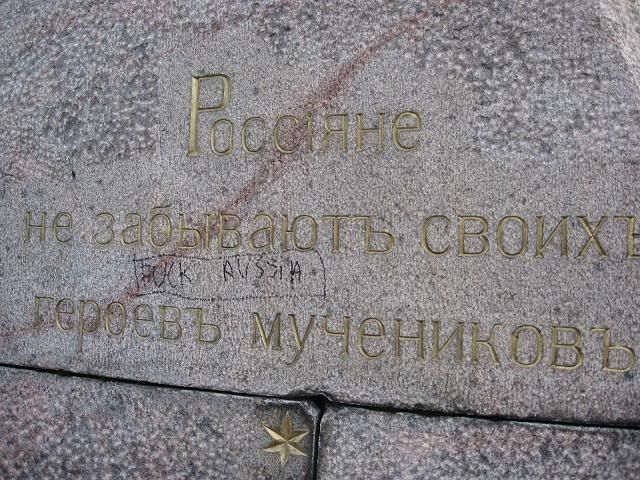 Россіяне
не забываютъ своихъ
FUCK RUSSIA
героевъ мучениковъ